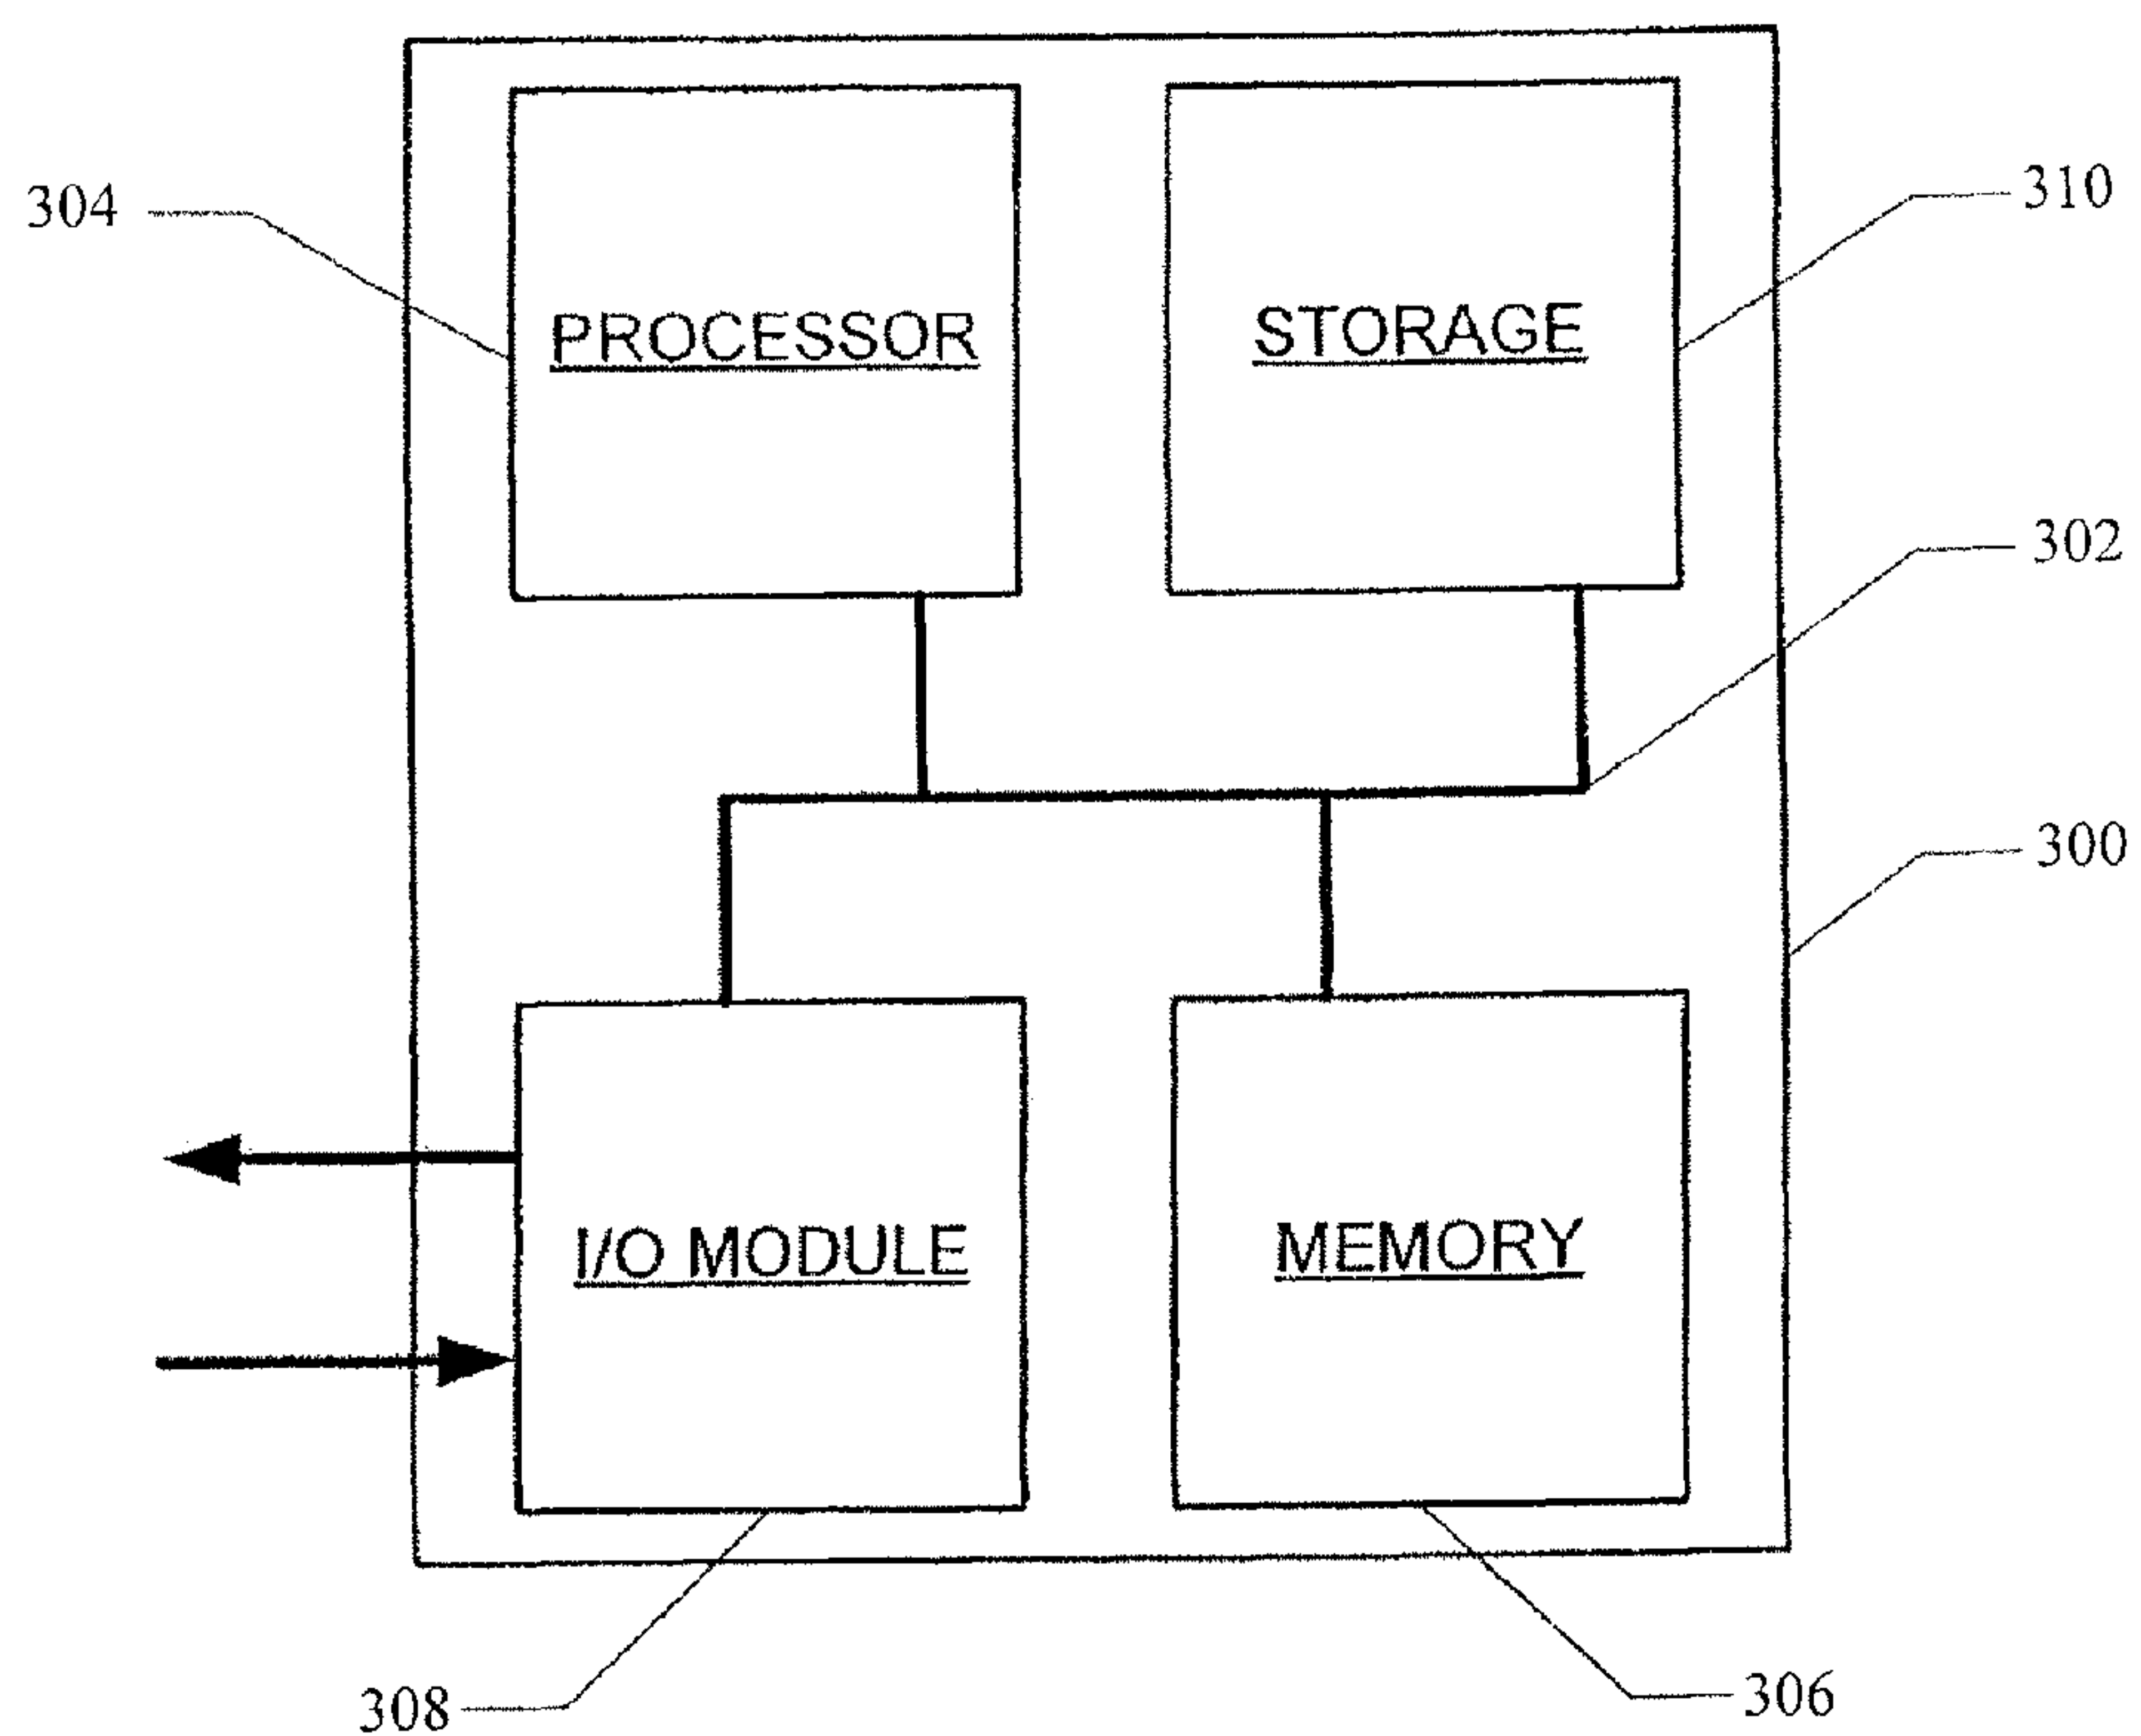 304
310
PROCESSOR
STORAGE
302
300
I/O MODULE
MEMORY
308
306